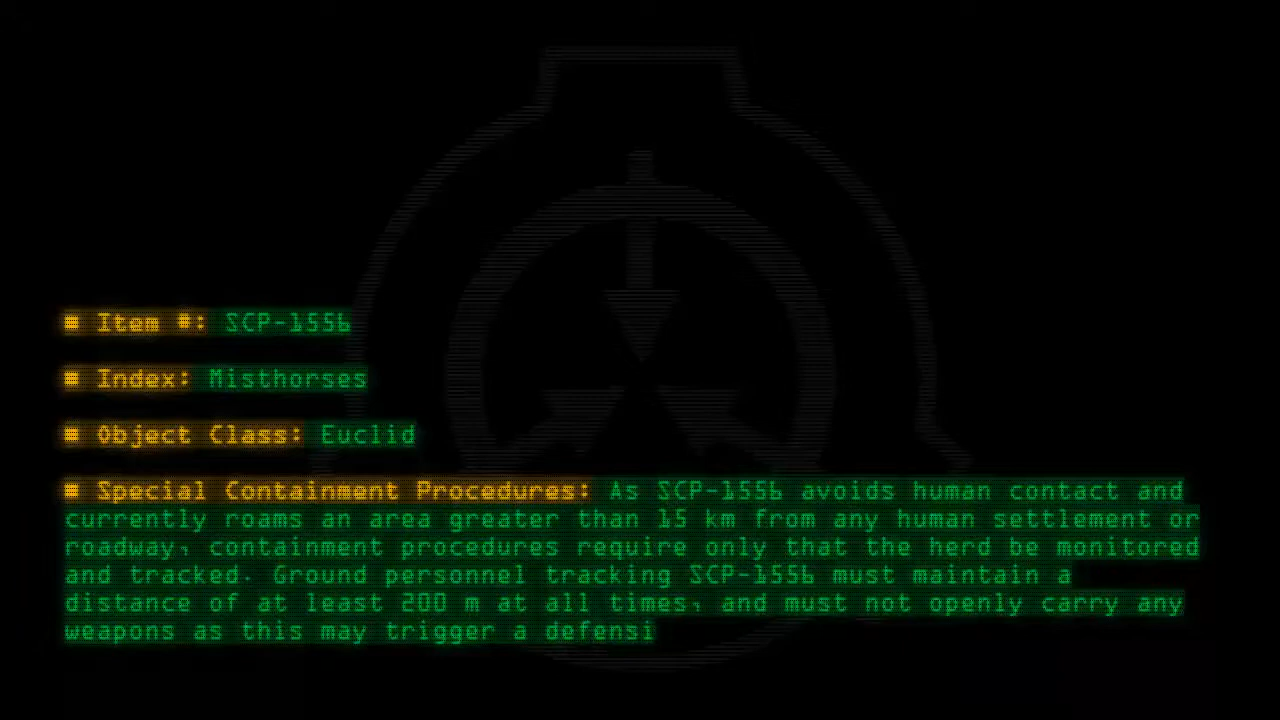 ■ Item #: SCP-1556
■ Index: Misthorses
■ Object Class: Euclid
■ Special Containment Procedures: As SCP-1556 avoids human contact and
currently roams an area greater than 15 km from any human settlement or
roadway, containment procedures require only that the herd be monitored
and tracked. Ground personnel tracking SCP-1556 must maintain a
distance of at least 200 m at all times, and must not openly carry any
weapons as this may trigger a defensi